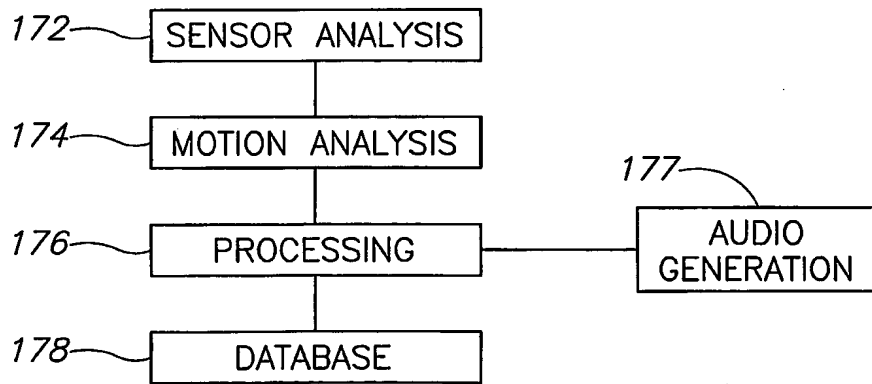 172 SENSOR ANALYSIS
174 MOTION ANALYSIS
177
176 PROCESSING
AUDIO
GENERATION
178 DATABASE